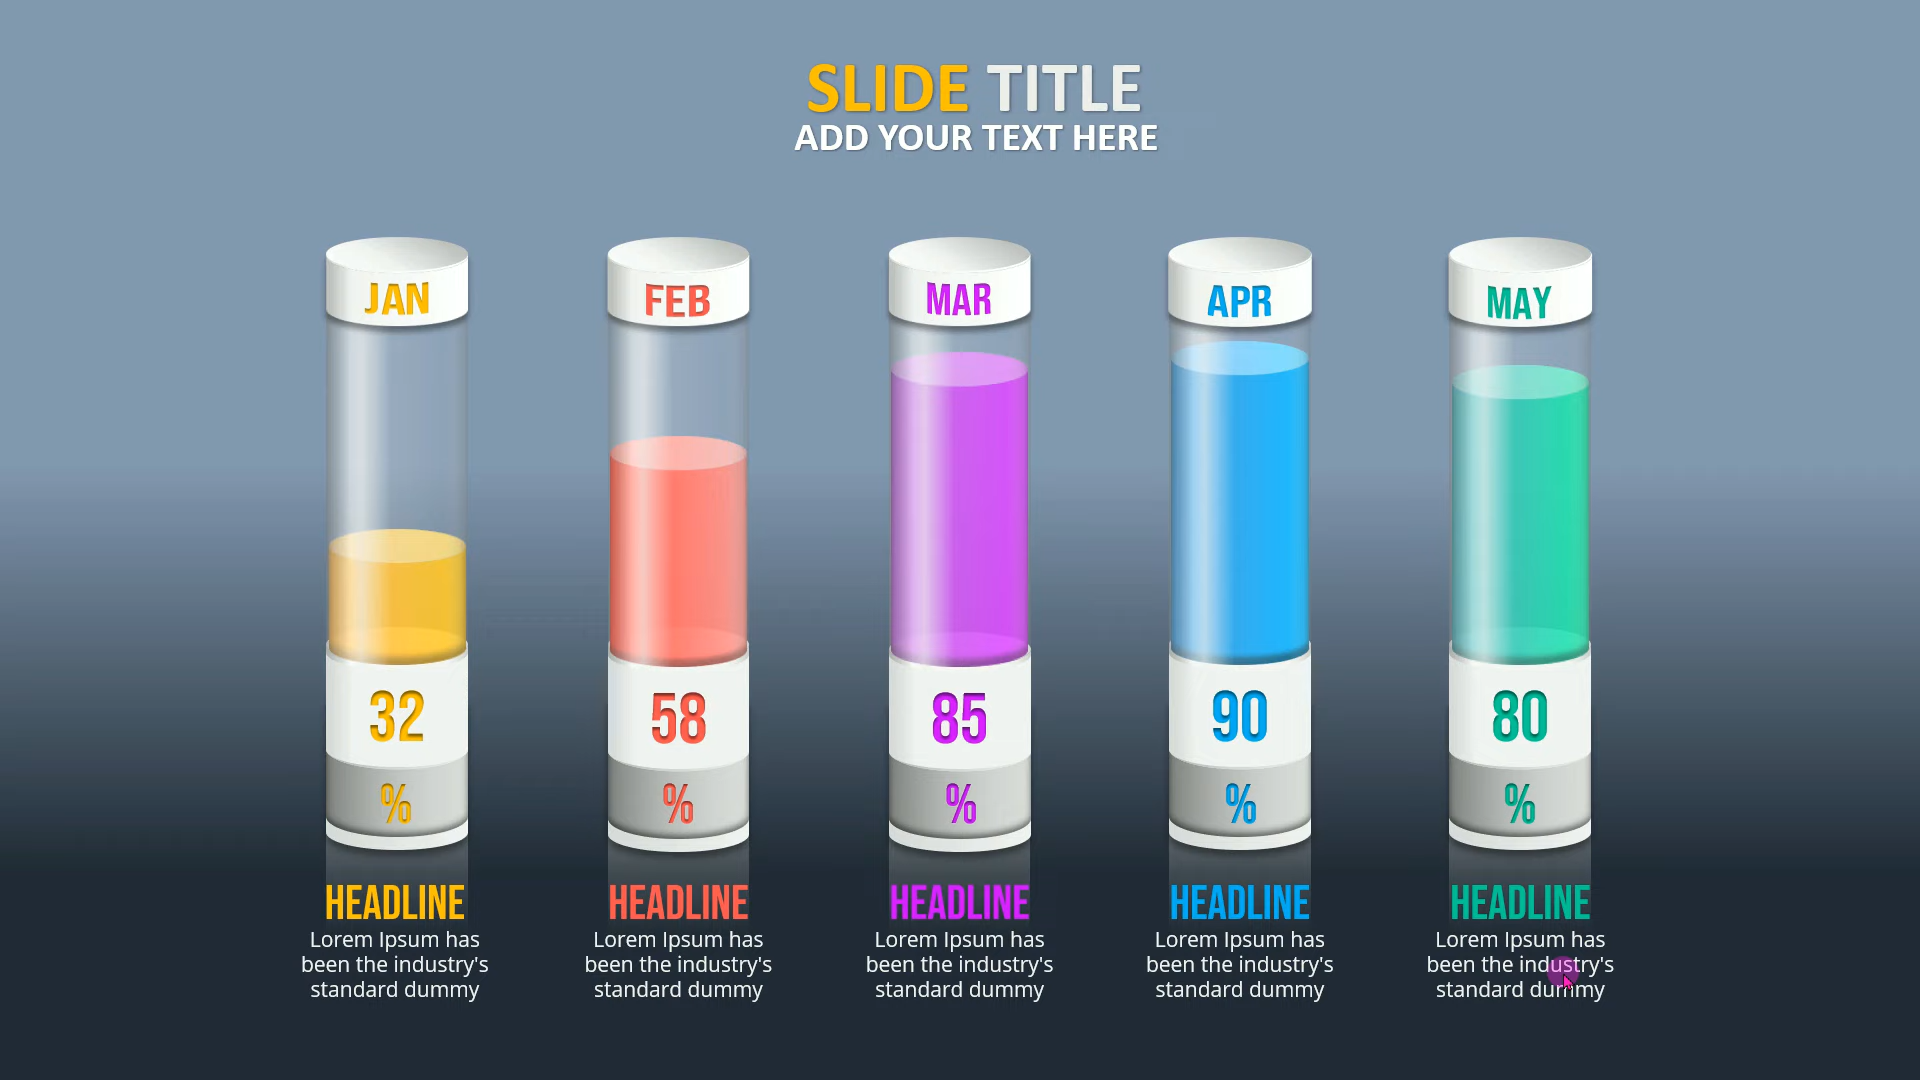 SLIDE TITLE
ADD YOUR TEXT HERE
JAN
FEB
MAR
APR
MAY
32
58
85
90
80
%
%
%
%
%
HEADLINE
HEADLINE
HEADLINE
HEADLINE
HEADLINE
Lorem Ipsum has
been the industry's
standard dummy
Lorem Ipsum has
been the industry's
standard dummy
Lorem Ipsum has
been the industry's
standard dummy
Lorem Ipsum has
been the industry's
standard dummy
Lorem Ipsum has
been the industry's
standard dummy